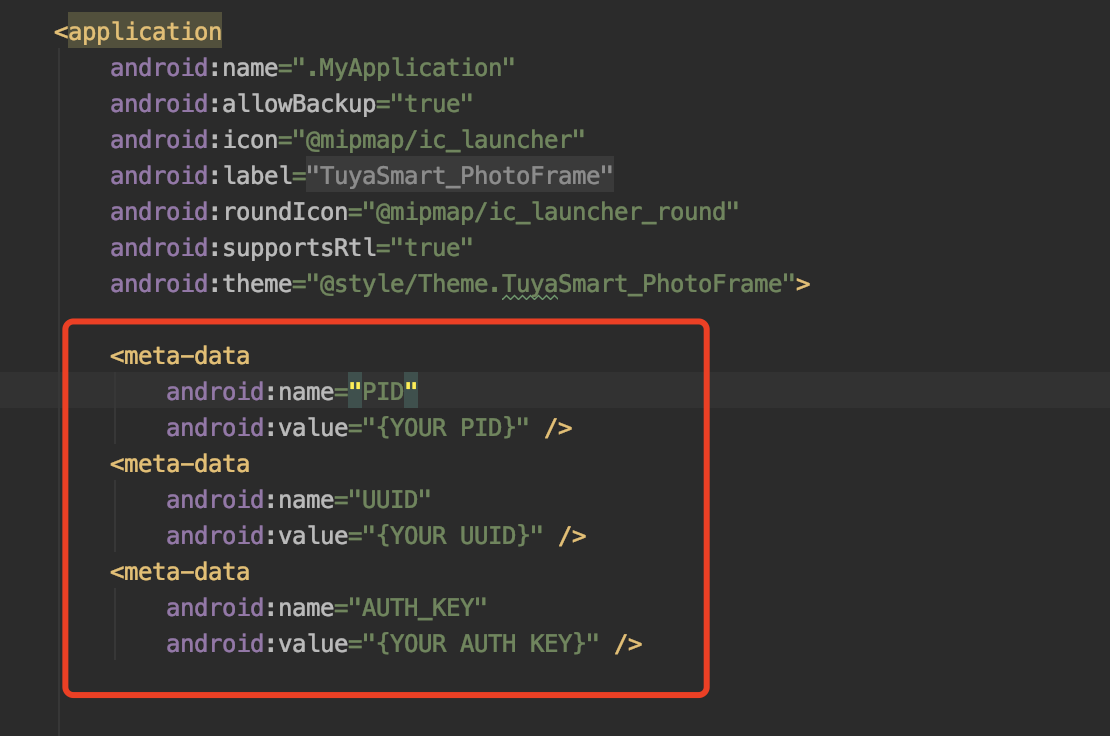 <application
android:name=".MyApplication"
android:allowBackup="true"
android:icon="@mipmap/ic_launcher"
android:label="TuyaSmart_PhotoFrame"
android:roundIcon="@mipmap/ic_launcher_round"
android:supportsRtl="true"
android:theme="@style/Theme.TuyaSmart_PhotoFrame">
<meta-data
android:name="PID"
android:value="{YOUR PID}" />
<meta-data
android:name="UUID"
android:value="{YOUR UUID}" />
<meta-data
android:name="AUTH_KEY"
android:value="{YOUR AUTH KEY}" />